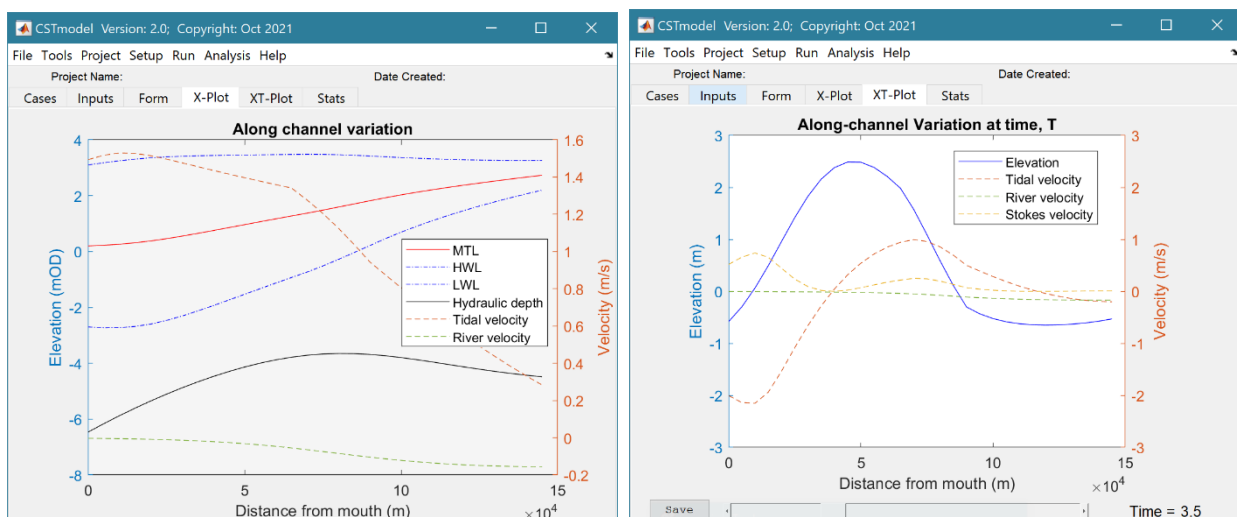 CSTmodel Version: 2.0; Copyright: Oct 2021
File Tools Project Setup Run Analysis Help
Project Name: Date Created:
Cases Inputs Form X-Plot XT-Plot Stats
Along channel variation
4
2
0
-2
-4
-6
-8
Elevation (mOD)
1.6
1.4
1.2
1
0.8
0.6
0.4
0.2
0
-0.2
Velocity (m/s)
MTL
HWL
LWL
Hydraulic depth
Tidal velocity
River velocity
0 5 10 15
×10⁴
Distance from mouth (m)
CSTmodel Version: 2.0; Copyright: Oct 2021
File Tools Project Setup Run Analysis Help
Project Name: Date Created:
Cases Inputs Form X-Plot XT-Plot Stats
Along-channel Variation at time, T
3
2
1
0
-1
-2
-3
Elevation (m)
3
2
1
0
-1
-2
-3
Velocity (m/s)
Elevation
Tidal velocity
River velocity
Stokes velocity
0 5 10 15
×10⁴
Distance from mouth (m)
Save Time = 3.5